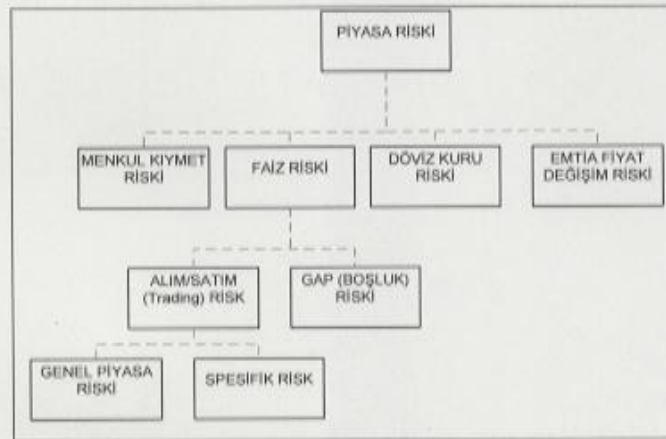 PİYASA RİSKİ
MENKUL KIYMET
RİSKİ
FAİZ RİSKİ
DÖVİZ KURU
RİSKİ
EMTİA FİYAT
DEĞİŞİM RİSKİ
ALIM/SATIM
(Trading) RİSK
GAP (BOŞLUK)
RİSKİ
GENEL PİYASA
RİSKİ
SPESİFİK RİSK